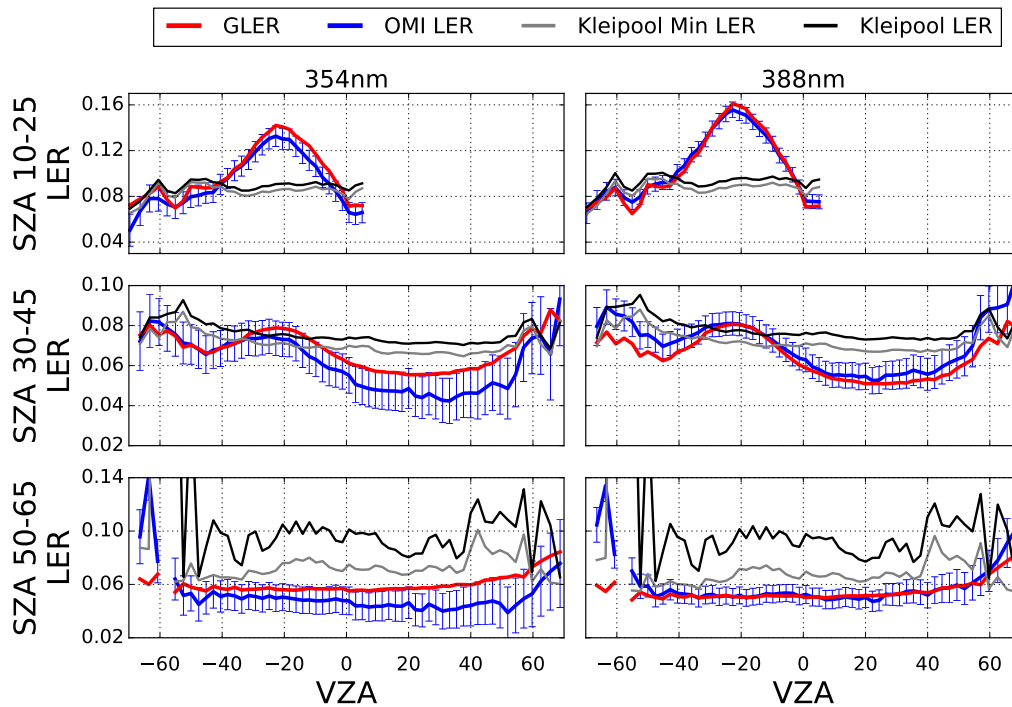 GLER OMI LER Kleipool Min LER Kleipool LER
354nm 388nm
SZA 10-25
LER
0.16
0.12
0.08
0.04
SZA 30-45
LER
0.10
0.08
0.06
0.04
0.02
SZA 50-65
LER
0.14
0.10
0.06
0.02
−60 −40 −20 0 20 40 60 −60 −40 −20 0 20 40 60
VZA VZA